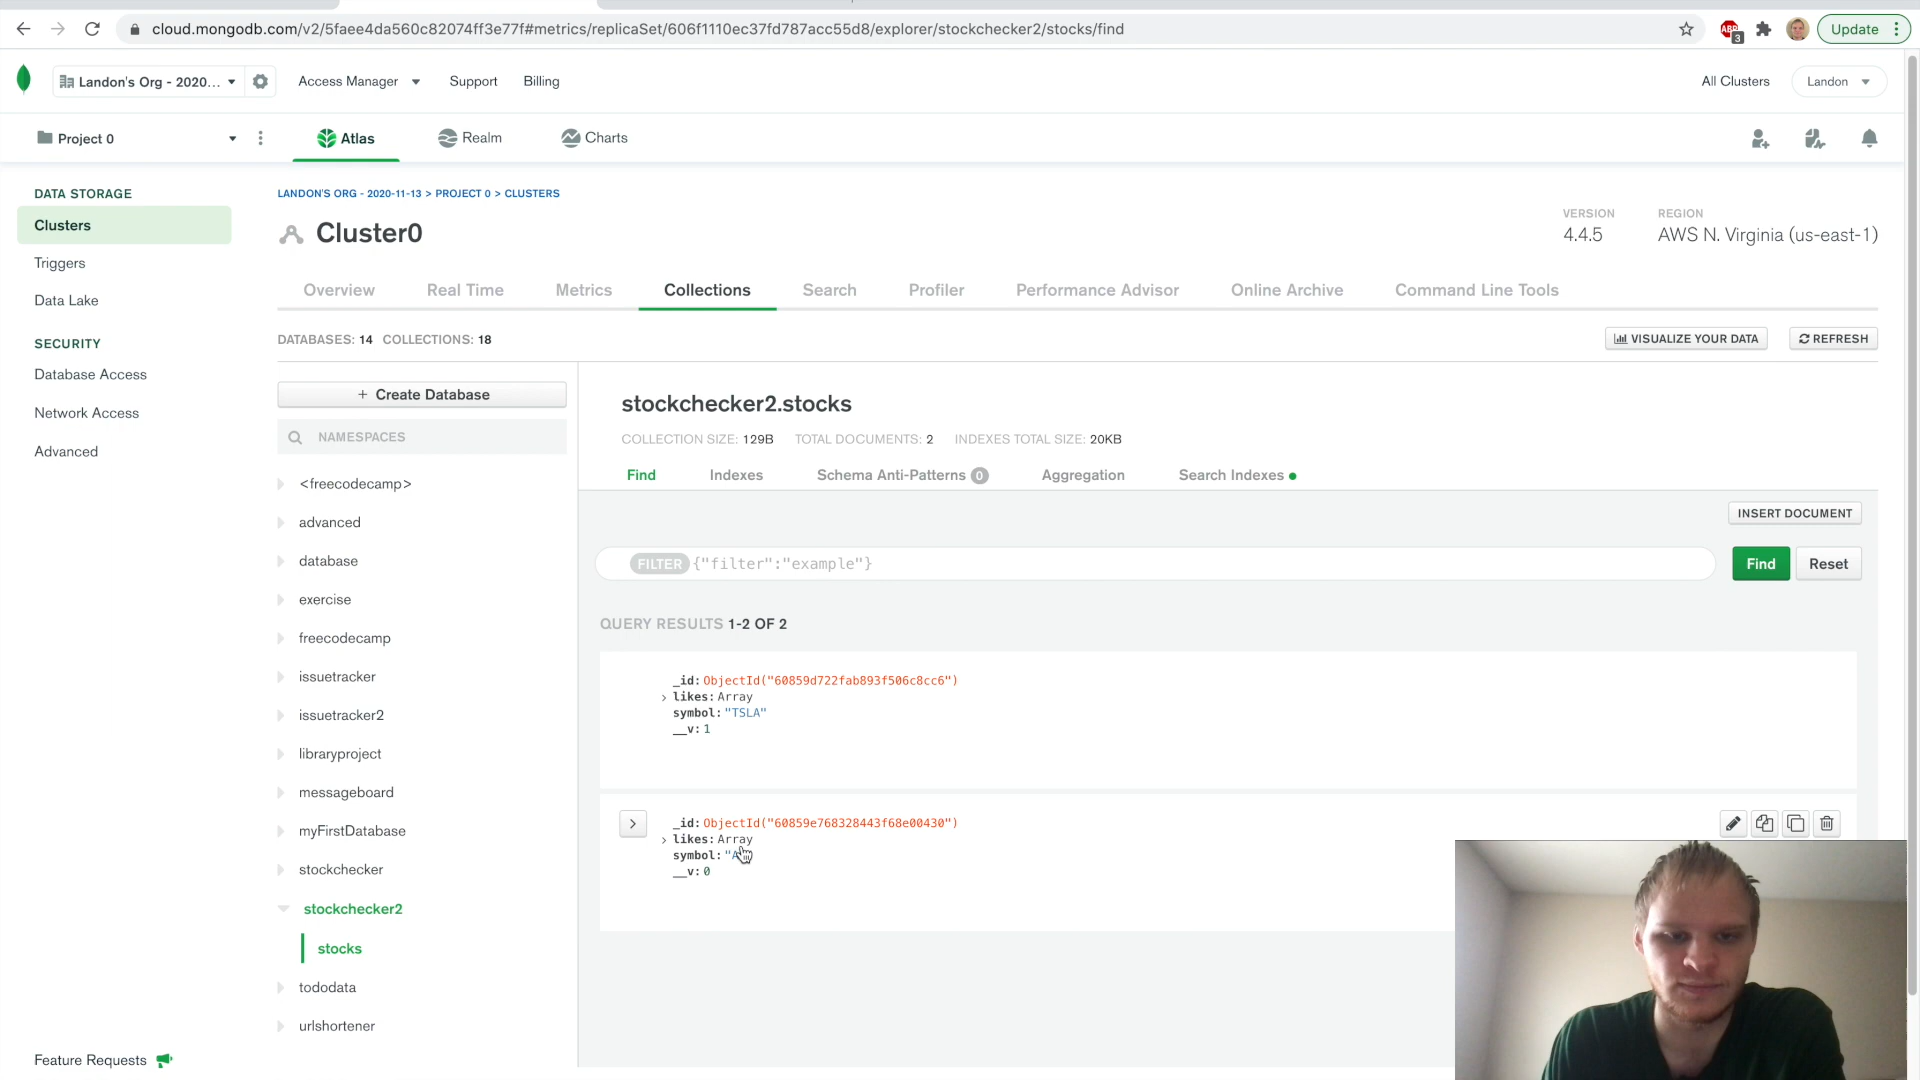 cloud.mongodb.com/v2/5faee4da560c82074ff3e77f#metrics/replicaSet/606f1110ec37fd787acc55d8/explorer/stockchecker2/stocks/find
ABP
3
Update
Landon's Org - 2020...
Access Manager
Support
Billing
All Clusters
Landon
Project 0
Atlas
Realm
Charts
DATA STORAGE
Clusters
Triggers
Data Lake
SECURITY
Database Access
Network Access
Advanced
Feature Requests
LANDON'S ORG - 2020-11-13 > PROJECT 0 > CLUSTERS
Cluster0
VERSION
4.4.5
REGION
AWS N. Virginia (us-east-1)
Overview
Real Time
Metrics
Collections
Search
Profiler
Performance Advisor
Online Archive
Command Line Tools
DATABASES: 14 COLLECTIONS: 18
VISUALIZE YOUR DATA
REFRESH
+ Create Database
NAMESPACES
<freecodecamp>
advanced
database
exercise
freecodecamp
issuetracker
issuetracker2
libraryproject
messageboard
myFirstDatabase
stockchecker
stockchecker2
stocks
tododata
urlshortener
stockchecker2.stocks
COLLECTION SIZE: 129B TOTAL DOCUMENTS: 2 INDEXES TOTAL SIZE: 20KB
Find
Indexes
Schema Anti-Patterns 0
Aggregation
Search Indexes
INSERT DOCUMENT
FILTER {"filter":"example"}
Find
Reset
QUERY RESULTS 1-2 OF 2
_id: ObjectId("60859d722fab893f506c8cc6")
likes: Array
symbol: "TSLA"
__v: 1
_id: ObjectId("60859e768328443f68e00430")
likes: Array
symbol:
__v: 0